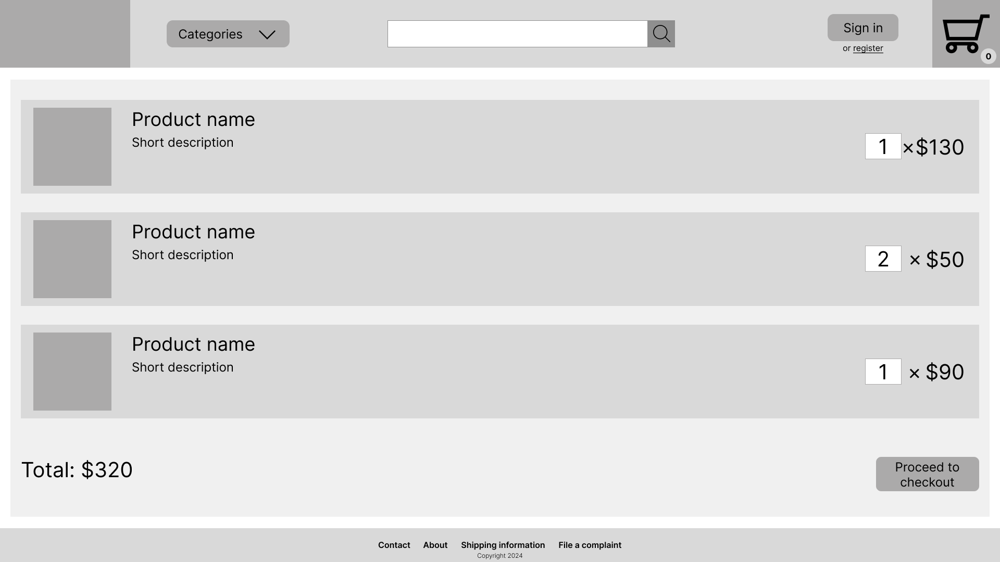 Categories
Sign in
or register
0
Product name
Short description
1 ×$130
Product name
Short description
2 × $50
Product name
Short description
1 × $90
Total: $320
Proceed to
checkout
Contact About Shipping information File a complaint
Copyright 2024